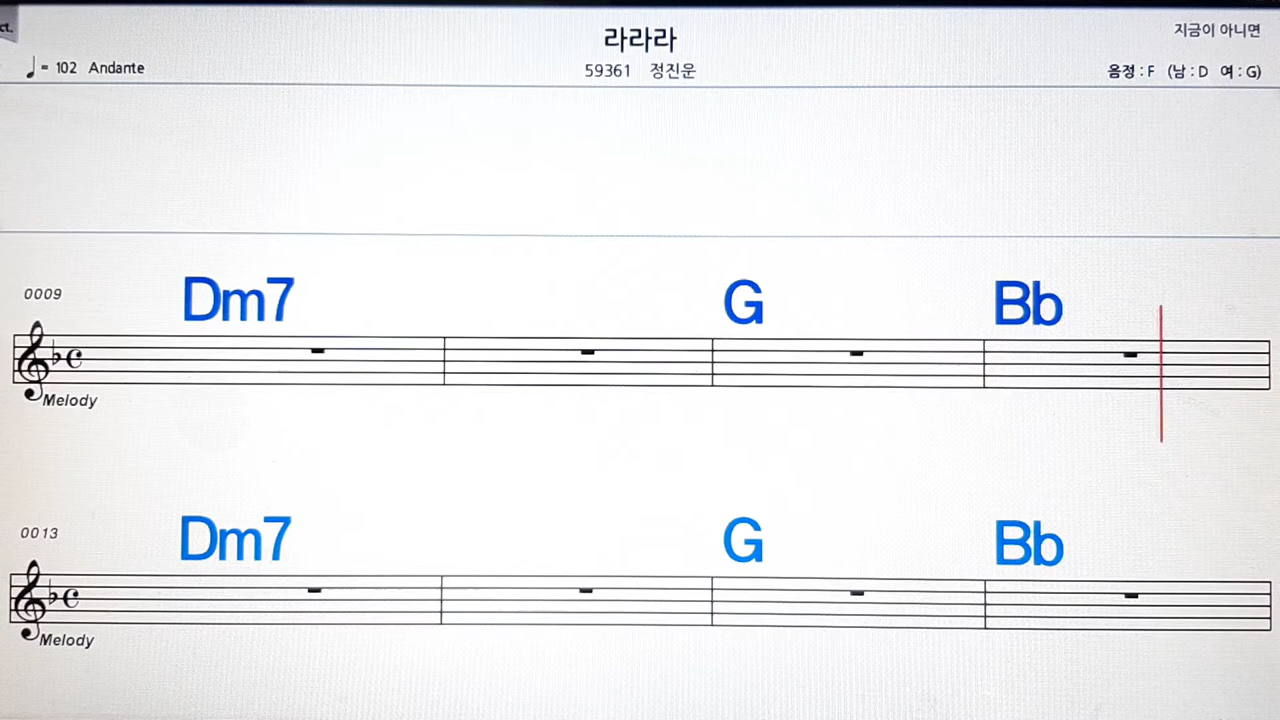 ct.
라라라
지금이 아니면
♩= 102 Andante
59361 정진운
음정 : F (남 : D 여 : G)
0009
Dm7 G Bb
Melody
0013
Dm7 G Bb
Melody